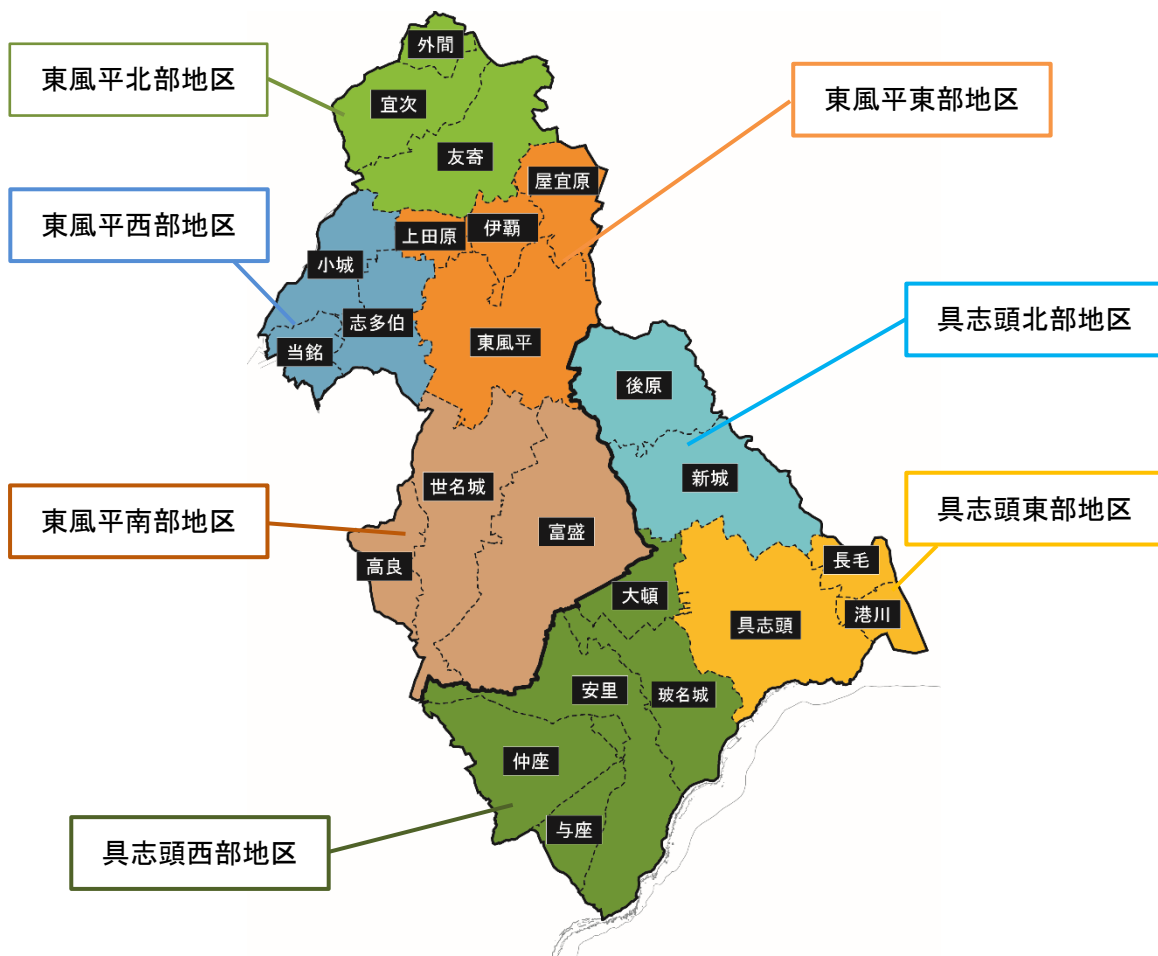 外間
東風平北部地区
宜次
東風平東部地区
友寄
屋宜原
東風平西部地区
伊覇
上田原
小城
志多伯
具志頭北部地区
東風平
当銘
後原
新城
世名城
東風平南部地区
具志頭東部地区
富盛
長毛
高良
大頓
港川
具志頭
安里
玻名城
仲座
与座
具志頭西部地区